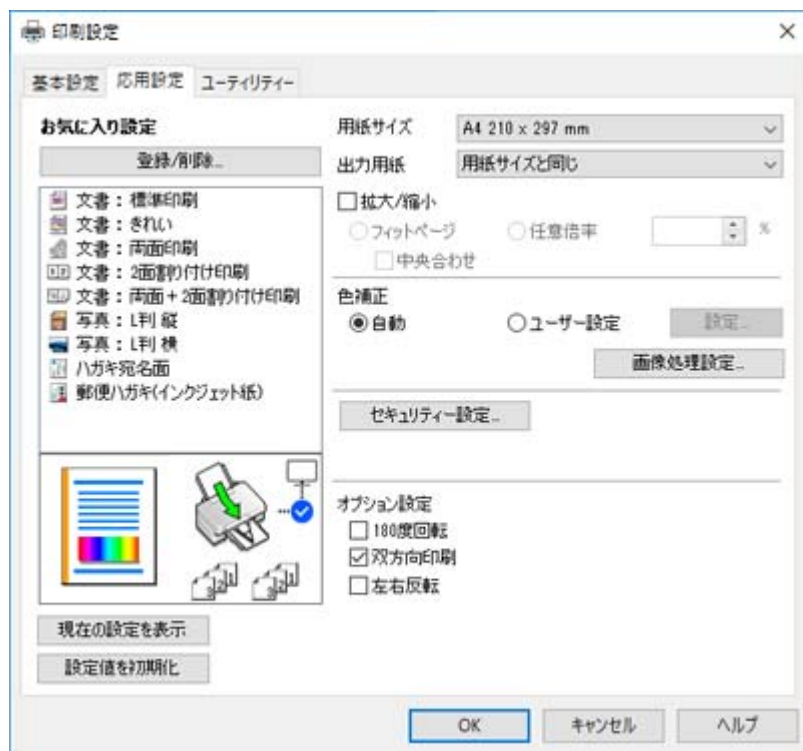 印刷設定
基本設定 応用設定 ユーティリティー
お気に入り設定
登録/削除...
文書：標準印刷
文書：きれい
文書：両面印刷
文書：2面割り付け印刷
文書：両面+2面割り付け印刷
写真：L判 縦
写真：L判 横
ハガキ宛名面
郵便ハガキ(インクジェット紙)
現在の設定を表示
設定値を初期化
用紙サイズ A4 210 x 297 mm
出力用紙 用紙サイズと同じ
拡大/縮小
フィットページ 任意倍率 %
中央合わせ
色補正
自動 ユーザー設定 設定...
画像処理設定...
セキュリティー設定...
オプション設定
180度回転
双方向印刷
左右反転
OK キャンセル ヘルプ